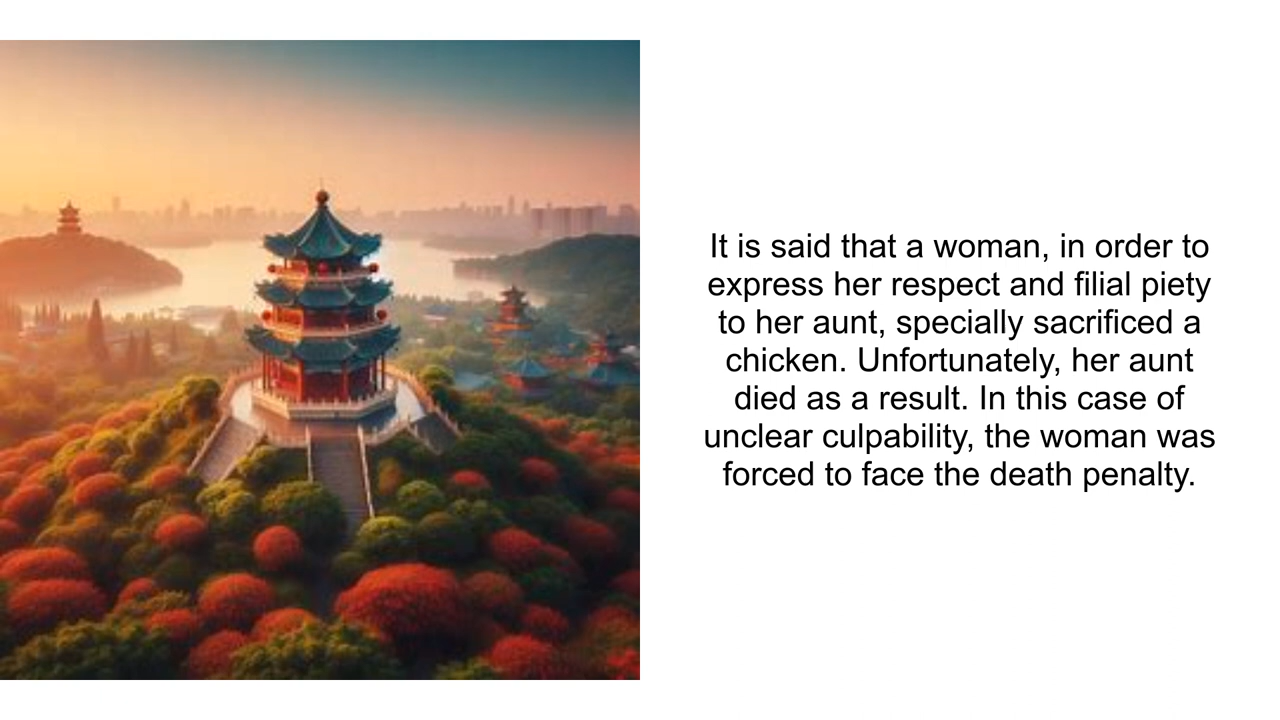 It is said that a woman, in order to
express her respect and filial piety
to her aunt, specially sacrificed a
chicken. Unfortunately, her aunt
died as a result. In this case of
unclear culpability, the woman was
forced to face the death penalty.